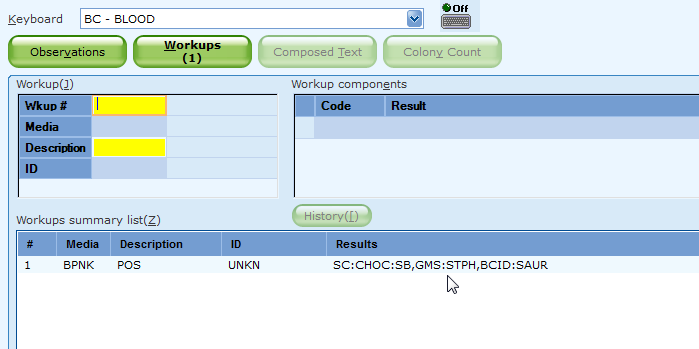 Keyboard BC - BLOOD Off
Observations Workups (1) Composed Text Colony Count
Workup(J) Workup components
Wkup # Code Result
Media
Description
ID
History([)
Workups summary list(Z)
# Media Description ID Results
1 BPNK POS UNKN SC:CHOC:SB,GMS:STPH,BCID:SAUR